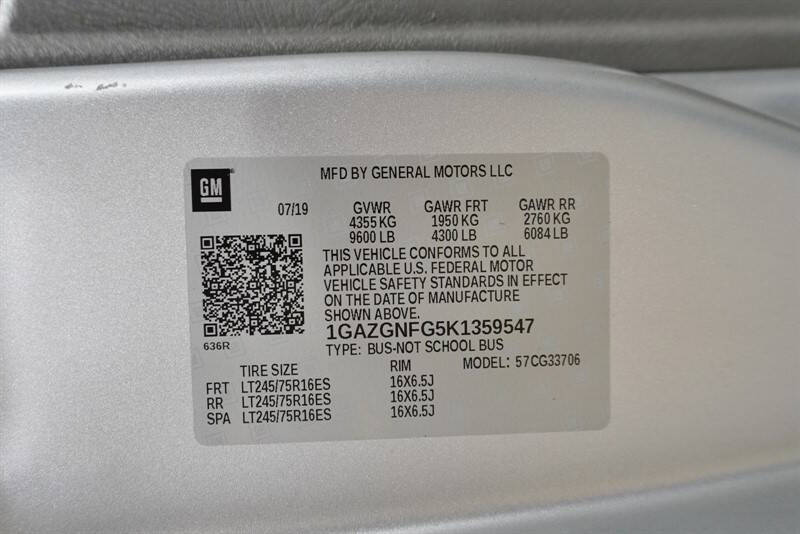 MFD BY GENERAL MOTORS LLC
GM
07/19 GVWR GAWR FRT GAWR RR
4355 KG 1950 KG 2760 KG
9600 LB 4300 LB 6084 LB
THIS VEHICLE CONFORMS TO ALL
APPLICABLE U.S. FEDERAL MOTOR
VEHICLE SAFETY STANDARDS IN EFFECT
ON THE DATE OF MANUFACTURE
SHOWN ABOVE.
1GAZGNFG5K1359547
636R
TYPE: BUS-NOT SCHOOL BUS
TIRE SIZE RIM MODEL: 57CG33706
FRT LT245/75R16ES 16X6.5J
RR LT245/75R16ES 16X6.5J
SPA LT245/75R16ES 16X6.5J